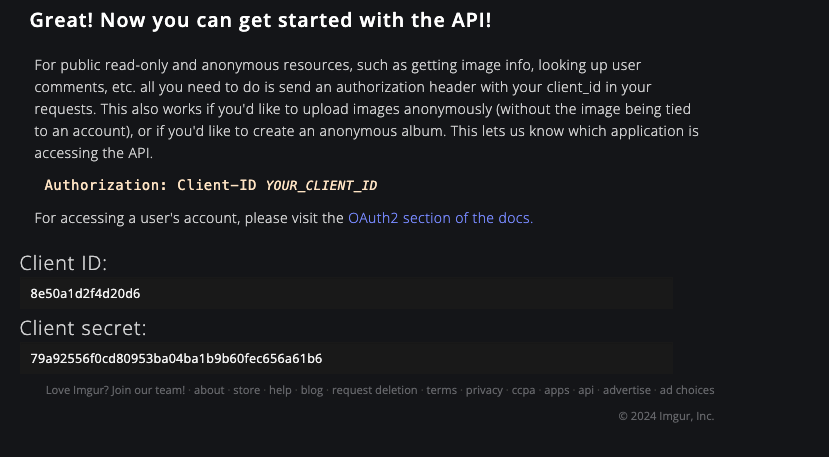 Great! Now you can get started with the API!
For public read-only and anonymous resources, such as getting image info, looking up user
comments, etc. all you need to do is send an authorization header with your client_id in your
requests. This also works if you'd like to upload images anonymously (without the image being tied
to an account), or if you'd like to create an anonymous album. This lets us know which application is
accessing the API.
Authorization: Client-ID YOUR_CLIENT_ID
For accessing a user's account, please visit the OAuth2 section of the docs.
Client ID:
8e50a1d2f4d20d6
Client secret:
79a92556f0cd80953ba04ba1b9b60fec656a61b6
Love Imgur? Join our team! · about · store · help · blog · request deletion · terms · privacy · ccpa · apps · api · advertise · ad choices
© 2024 Imgur, Inc.